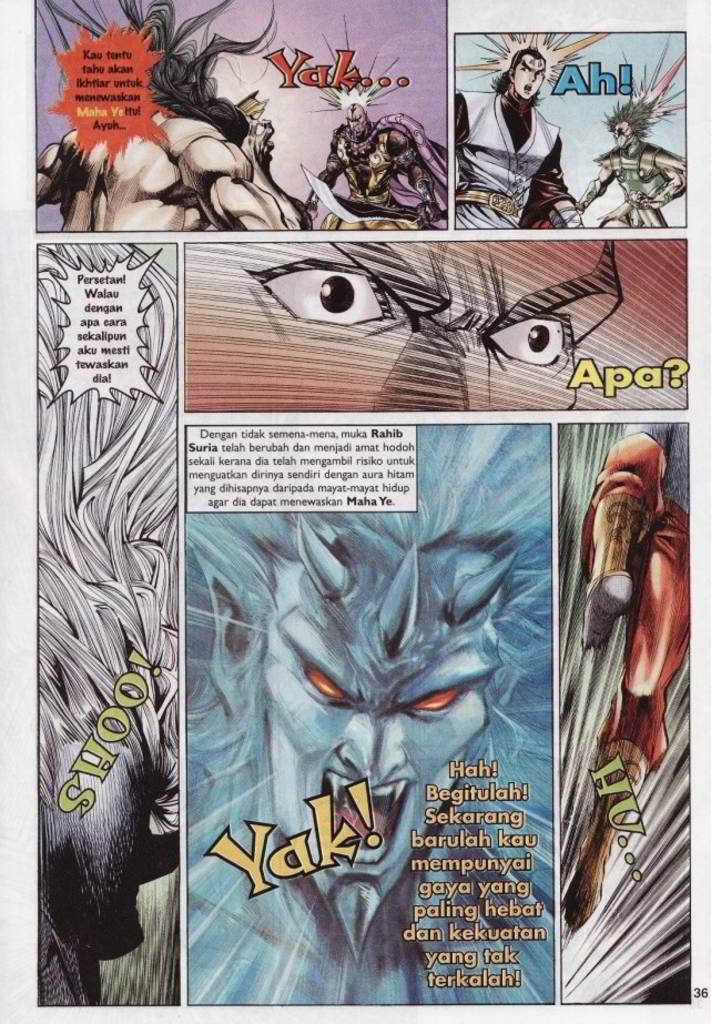 Kau tentu
tahu akan
ikhtiar untuk
menewaskan
Maha Ye itu!
Ayuh...
Yak...
Ah!
Persetan!
Walau
dengan
apa cara
sekalipun
aku mesti
tewaskan
dia!
Apa?
Dengan tidak semena-mena, muka Rahib
Suria telah berubah dan menjadi amat hodoh
sekali kerana dia telah mengambil risiko untuk
menguatkan dirinya sendiri dengan aura hitam
yang dihisapnya daripada mayat-mayat hidup
agar dia dapat menewaskan Maha Ye.
SHOO!
Yak!
Hah!
Begitulah!
Sekarang
barulah kau
mempunyai
gaya yang
paling hebat
dan kekuatan
yang tak
terkalah!
HU...
36